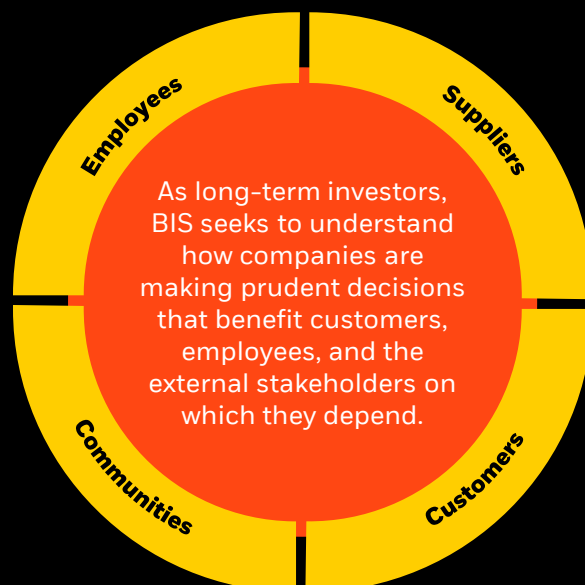 Employees
Suppliers
As long-term investors,
BIS seeks to understand
how companies are
making prudent decisions
that benefit customers,
employees, and the
external stakeholders on
which they depend.
Communities
Customers